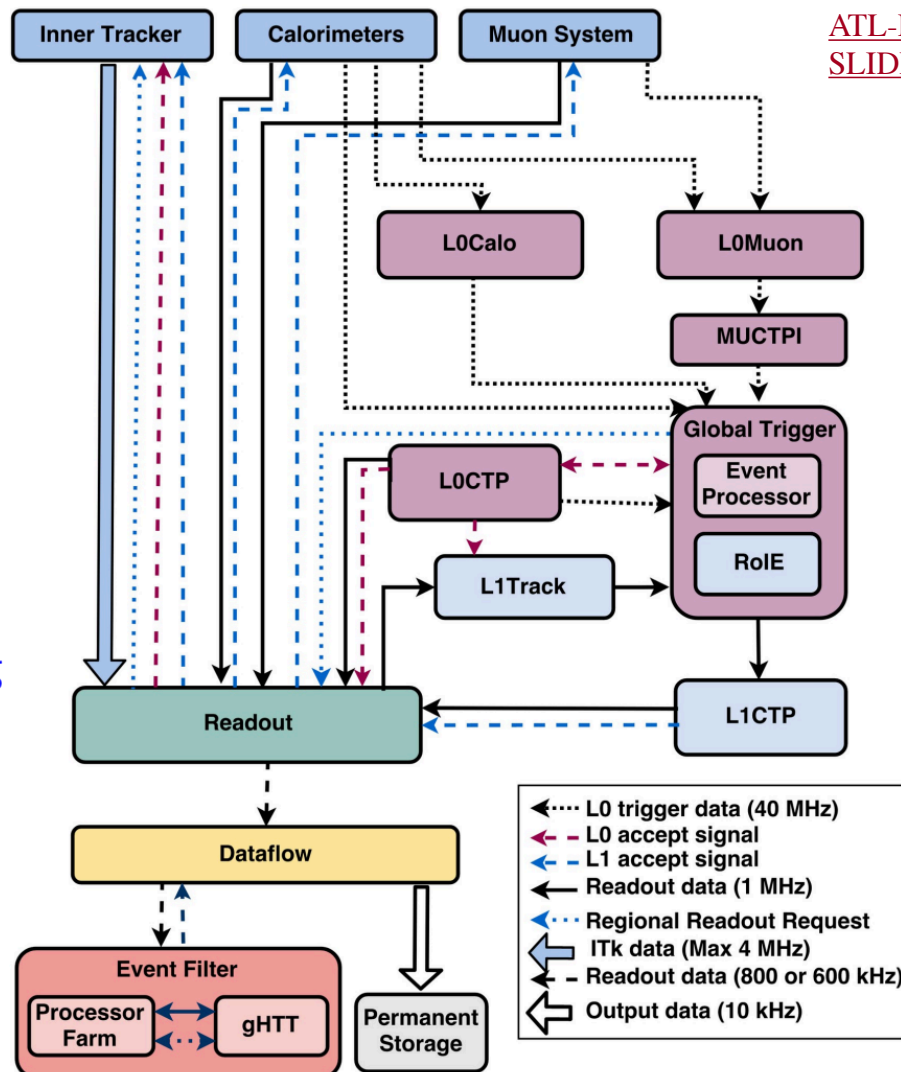 Inner Tracker
Calorimeters
Muon System
ATL-
SLID
L0Calo
L0Muon
MUCTPI
Global Trigger
Event
Processor
L0CTP
RoIE
L1Track
Readout
L1CTP
Dataflow
Event Filter
Processor
Farm
gHTT
Permanent
Storage
L0 trigger data (40 MHz)
L0 accept signal
L1 accept signal
Readout data (1 MHz)
Regional Readout Request
ITk data (Max 4 MHz)
Readout data (800 or 600 kHz)
Output data (10 kHz)